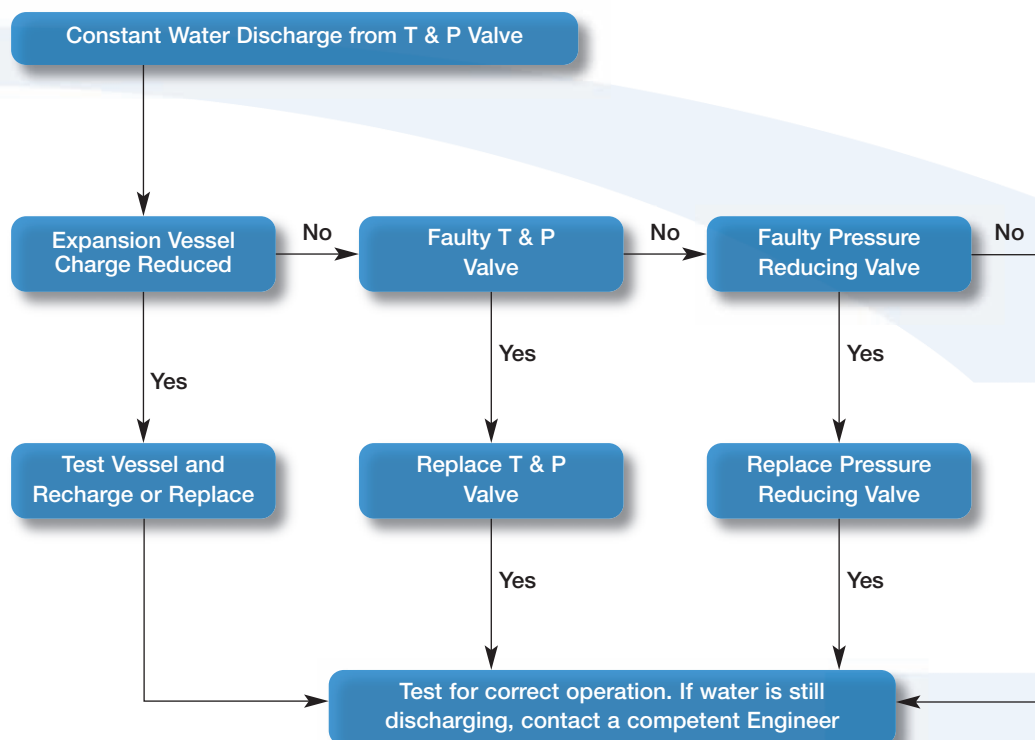 Constant Water Discharge from T & P Valve
No
No
No
Expansion Vessel
Charge Reduced
Faulty T & P
Valve
Faulty Pressure
Reducing Valve
Yes
Yes
Yes
Test Vessel and
Recharge or Replace
Replace T & P
Valve
Replace Pressure
Reducing Valve
Yes
Yes
Test for correct operation. If water is still
discharging, contact a competent Engineer